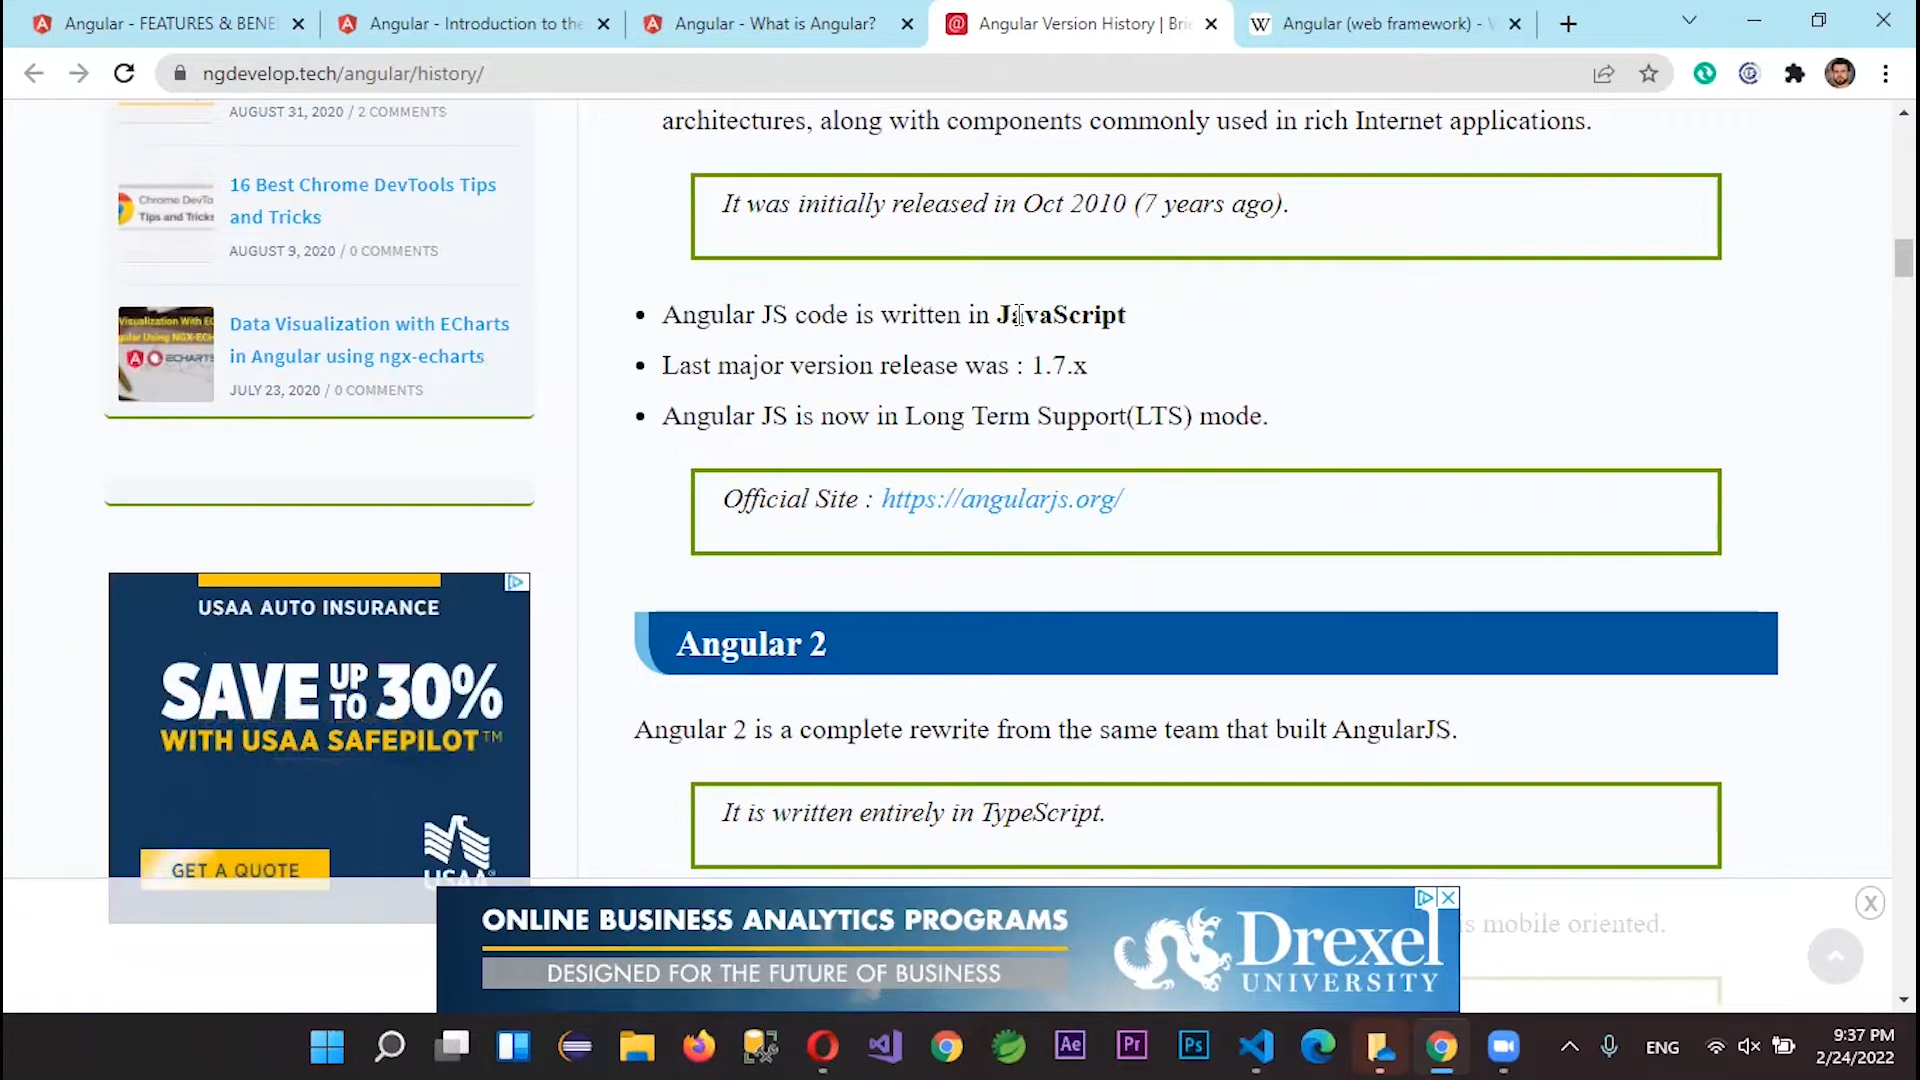 Angular - FEATURES & BENE
Angular - Introduction to the
Angular - What is Angular?
Angular Version History | Brie
Angular (web framework) -
ngdevelop.tech/angular/history/
AUGUST 31, 2020 / 2 COMMENTS
16 Best Chrome DevTools Tips
and Tricks
AUGUST 9, 2020 / 0 COMMENTS
Data Visualization with ECharts
in Angular using ngx-echarts
JULY 23, 2020 / 0 COMMENTS
USAA AUTO INSURANCE
SAVE UP TO 30%
WITH USAA SAFEPILOT™
GET A QUOTE
USAA®
architectures, along with components commonly used in rich Internet applications.
It was initially released in Oct 2010 (7 years ago).
• Angular JS code is written in JavaScript
• Last major version release was : 1.7.x
• Angular JS is now in Long Term Support(LTS) mode.
Official Site : https://angularjs.org/
Angular 2
Angular 2 is a complete rewrite from the same team that built AngularJS.
It is written entirely in TypeScript.
is mobile oriented.
ONLINE BUSINESS ANALYTICS PROGRAMS
DESIGNED FOR THE FUTURE OF BUSINESS
Drexel
UNIVERSITY
X
Ae
Pr
Ps
ENG
9:37 PM
2/24/2022